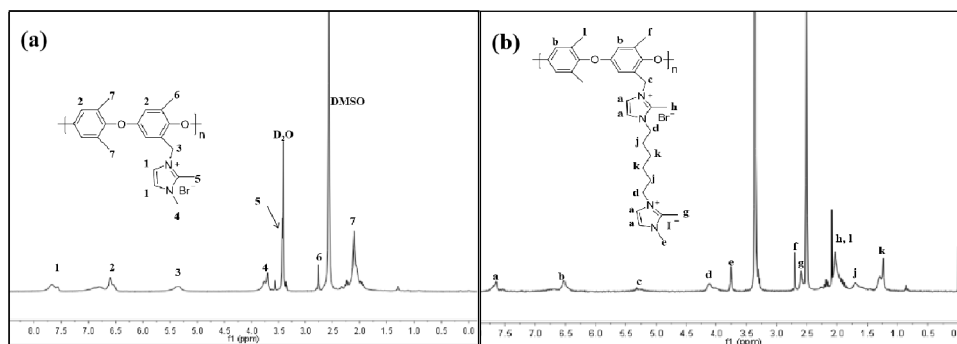 (a)
2
7
2
6
O
O
n
7
3
1
N
+
5
N
Br⁻
1
4
DMSO
D₂O
5
1
2
3
4
6
7
8.0 7.5 7.0 6.5 6.0 5.5 5.0 4.5 4.0 3.5 3.0 2.5 2.0 1.5 1.0 0.5 0.0
f1 (ppm)
(b)
b
l
b
f
O
O
n
c
a
N
+
h
a
N
Br⁻
d
j
k
k
j
d
a
N
+
g
a
N
I⁻
e
a
b
c
d
e
f
g
h, l
j
k
7.5 7.0 6.5 6.0 5.5 5.0 4.5 4.0 3.5 3.0 2.5 2.0 1.5 1.0 0.5 0.0
f1 (ppm)